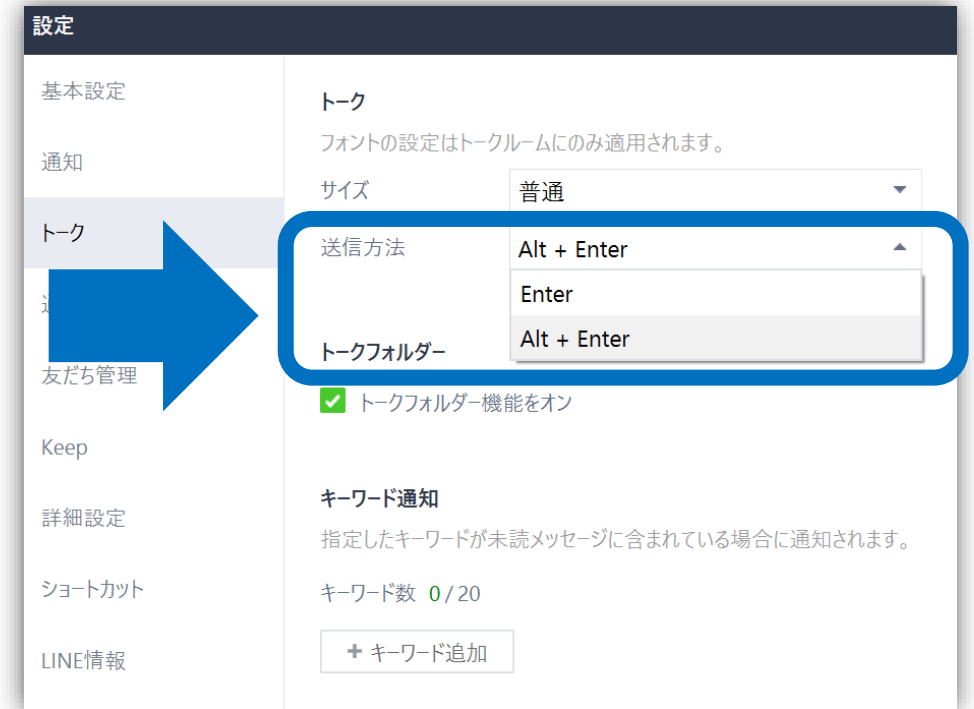 設定
基本設定
通知
トーク
友だち管理
Keep
詳細設定
ショートカット
LINE情報
トーク
フォントの設定はトークルームにのみ適用されます。
サイズ 普通
送信方法 Alt + Enter
Enter
Alt + Enter
トークフォルダー
トークフォルダー機能をオン
キーワード通知
指定したキーワードが未読メッセージに含まれている場合に通知されます。
キーワード数 0 / 20
+ キーワード追加